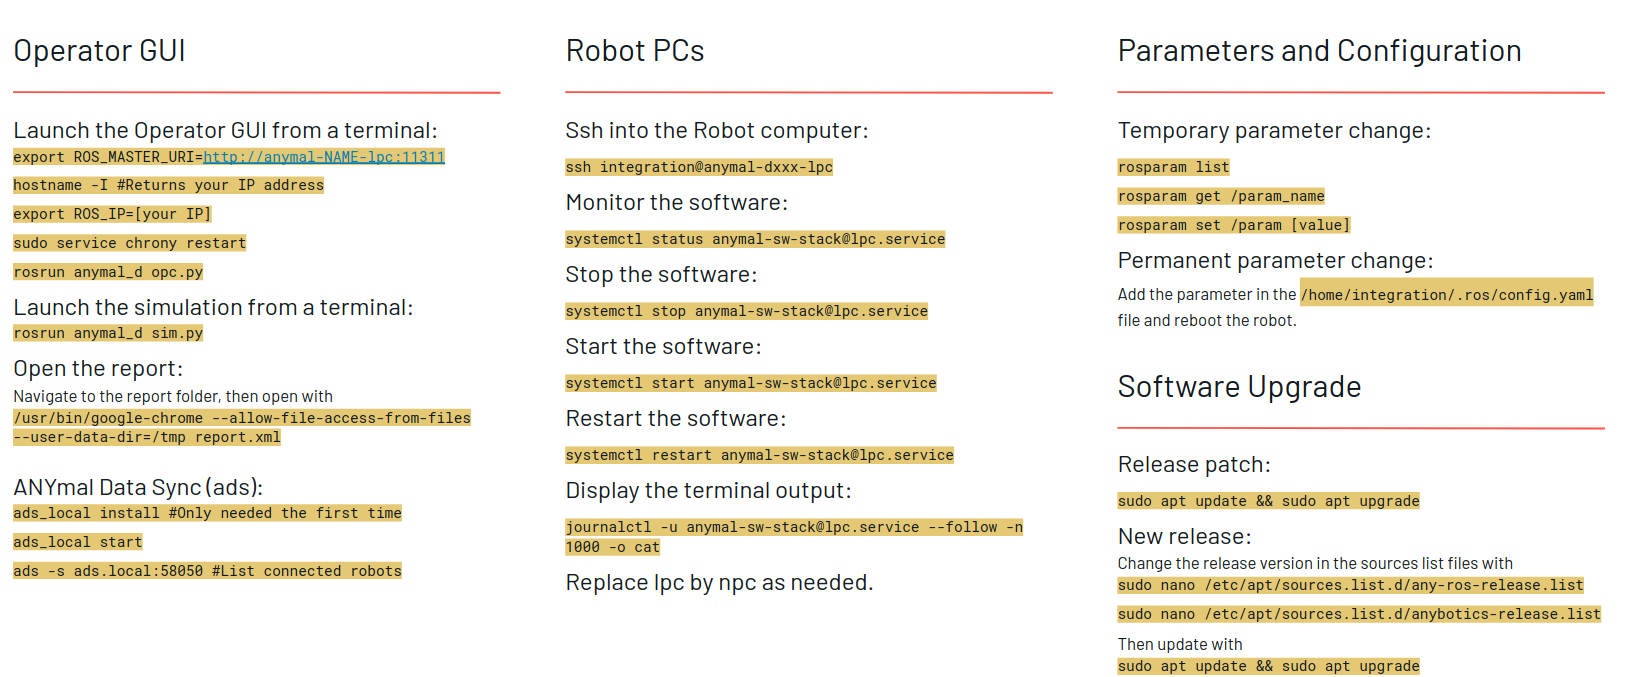 Operator GUI
Launch the Operator GUI from a terminal:
export ROS_MASTER_URI=http://anymal-NAME-lpc:11311
hostname -I #Returns your IP address
export ROS_IP=[your IP]
sudo service chrony restart
rosrun anymal_d opc.py
Launch the simulation from a terminal:
rosrun anymal_d sim.py
Open the report:
Navigate to the report folder, then open with
/usr/bin/google-chrome --allow-file-access-from-files
--user-data-dir=/tmp report.xml
ANYmal Data Sync (ads):
ads_local install #Only needed the first time
ads_local start
ads -s ads.local:58050 #List connected robots
Robot PCs
Ssh into the Robot computer:
ssh integration@anymal-dxxx-lpc
Monitor the software:
systemctl status anymal-sw-stack@lpc.service
Stop the software:
systemctl stop anymal-sw-stack@lpc.service
Start the software:
systemctl start anymal-sw-stack@lpc.service
Restart the software:
systemctl restart anymal-sw-stack@lpc.service
Display the terminal output:
journalctl -u anymal-sw-stack@lpc.service --follow -n
1000 -o cat
Replace lpc by npc as needed.
Parameters and Configuration
Temporary parameter change:
rosparam list
rosparam get /param_name
rosparam set /param [value]
Permanent parameter change:
Add the parameter in the /home/integration/.ros/config.yaml
file and reboot the robot.
Software Upgrade
Release patch:
sudo apt update && sudo apt upgrade
New release:
Change the release version in the sources list files with
sudo nano /etc/apt/sources.list.d/any-ros-release.list
sudo nano /etc/apt/sources.list.d/anybotics-release.list
Then update with
sudo apt update && sudo apt upgrade